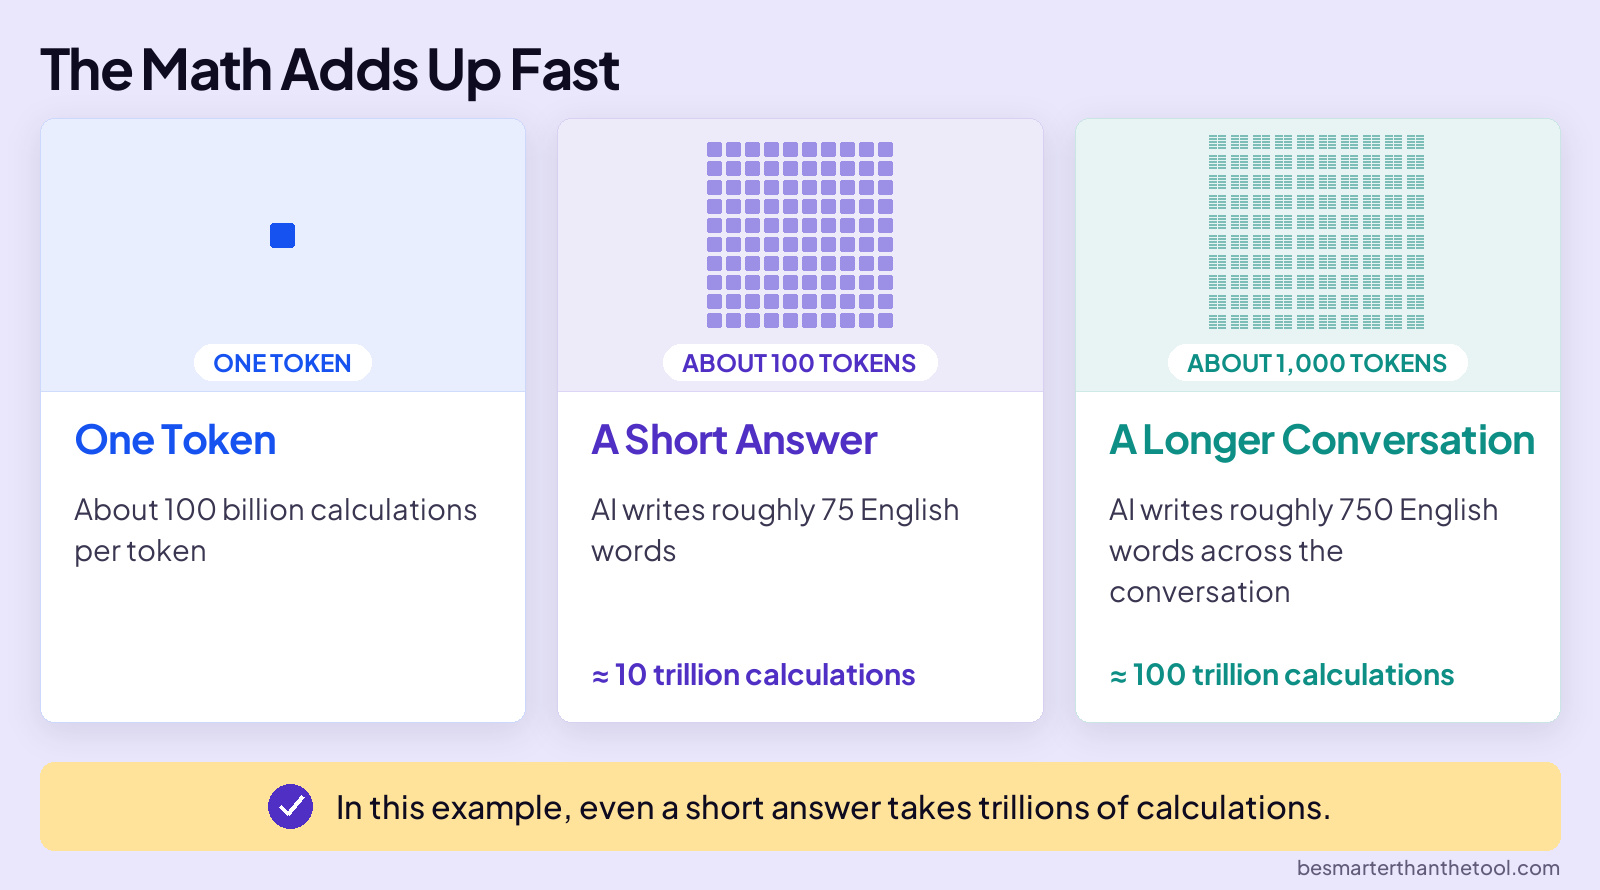 The Math Adds Up Fast
ONE TOKEN
One Token
About 100 billion calculations
per token
ABOUT 100 TOKENS
A Short Answer
AI writes roughly 75 English
words
≈ 10 trillion calculations
ABOUT 1,000 TOKENS
A Longer Conversation
AI writes roughly 750 English
words across the
conversation
≈ 100 trillion calculations
In this example, even a short answer takes trillions of calculations.
besmarterthanthetool.com